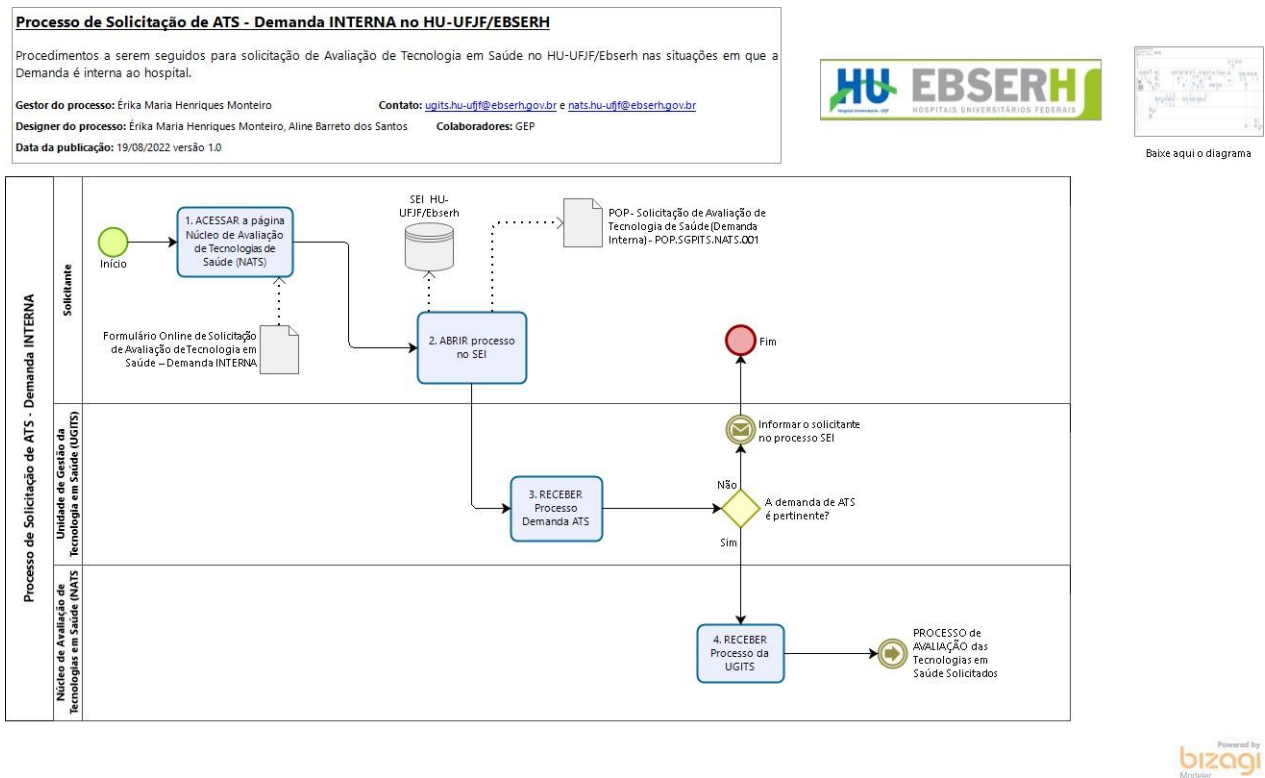 Processo de Solicitação de ATS - Demanda INTERNA no HU-UFJF/EBSERH
Procedimentos a serem seguidos para solicitação de Avaliação de Tecnologia em Saúde no HU-UFJF/Ebserh nas situações em que a
Demanda é interna ao hospital.
Gestor do processo: Érika Maria Henriques Monteiro Contato: ugits.hu-ufjf@ebserh.gov.br e nats.hu-ufjf@ebserh.gov.br
Designer do processo: Érika Maria Henriques Monteiro, Aline Barreto dos Santos Colaboradores: GEP
Data da publicação: 19/08/2022 versão 1.0
HU EBSERH
Hospital Universitário - UFJF
HOSPITAIS UNIVERSITÁRIOS FEDERAIS
Baixe aqui o diagrama
Processo de Solicitação de ATS - Demanda INTERNA
Solicitante
Início
1. ACESSAR a página
Núcleo de Avaliação
de Tecnologias de
Saúde (NATS)
Formulário Online de Solicitação
de Avaliação de Tecnologia em
Saúde – Demanda INTERNA
SEI HU-
UFJF/Ebserh
POP - Solicitação de Avaliação de
Tecnologia de Saúde (Demanda
Interna) - POP.SGPITS.NATS.001
2. ABRIR processo
no SEI
Fim
Unidade de Gestão da
Tecnologia em Saúde (UGITS)
Informar o solicitante
no processo SEI
3. RECEBER
Processo
Demanda ATS
Não
A demanda de ATS
é pertinente?
Sim
Núcleo de Avaliação de
Tecnologias em Saúde (NATS
4. RECEBER
Processo da
UGITS
PROCESSO de
AVALIAÇÃO das
Tecnologias em
Saúde Solicitados
Powered by
bizagi
Modeler